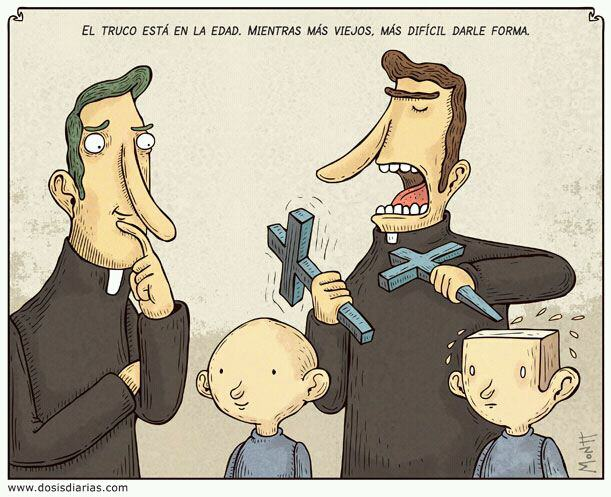 EL TRUCO ESTÁ EN LA EDAD. MIENTRAS MÁS VIEJOS, MÁS DIFÍCIL DARLE FORMA.
MONTT
www.dosisdiarias.com